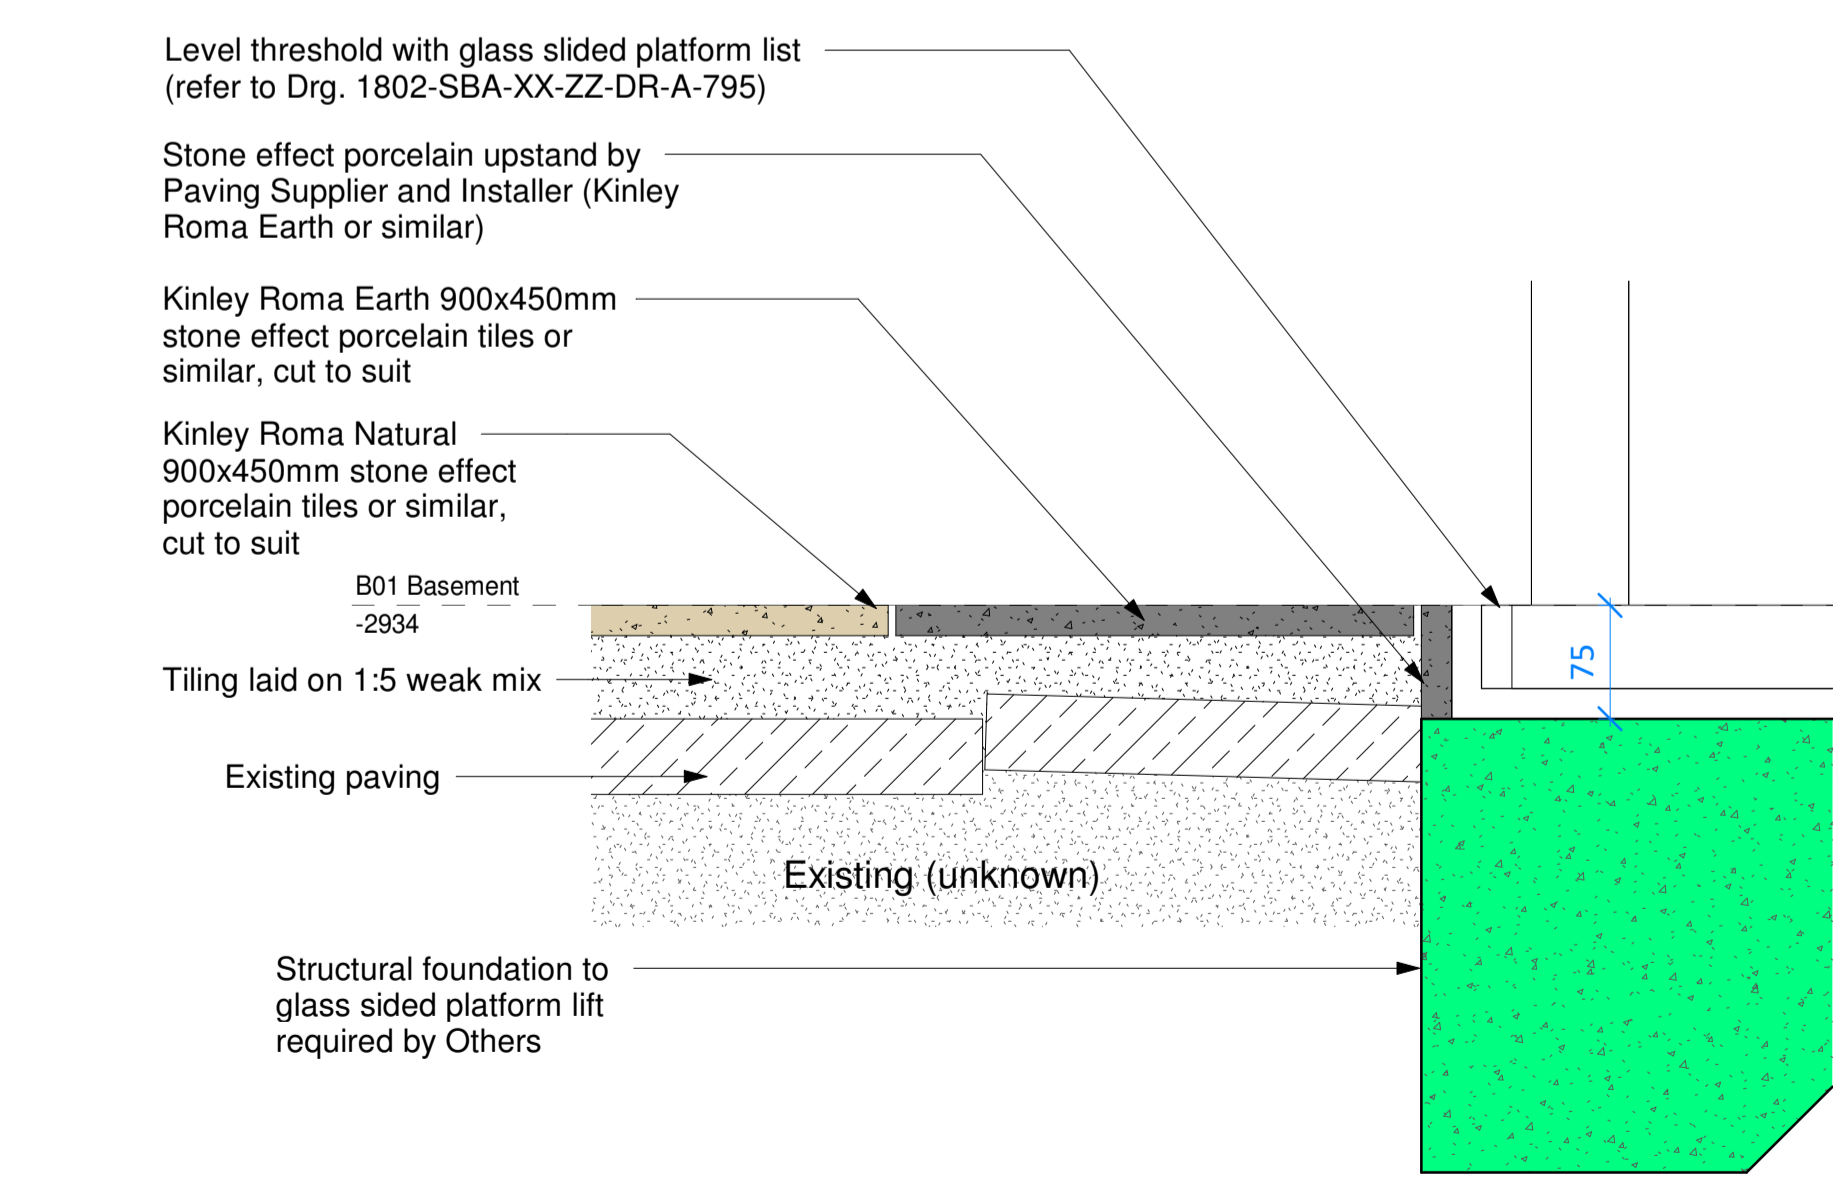 Level threshold with glass slided platform list
(refer to Drg. 1802-SBA-XX-ZZ-DR-A-795)
Stone effect porcelain upstand by
Paving Supplier and Installer (Kinley
Roma Earth or similar)
Kinley Roma Earth 900x450mm
stone effect porcelain tiles or
similar, cut to suit
Kinley Roma Natural
900x450mm stone effect
porcelain tiles or similar,
cut to suit
B01 Basement
-2934
75
Tiling laid on 1:5 weak mix
Existing paving
Existing (unknown)
Structural foundation to
glass sided platform lift
required by Others